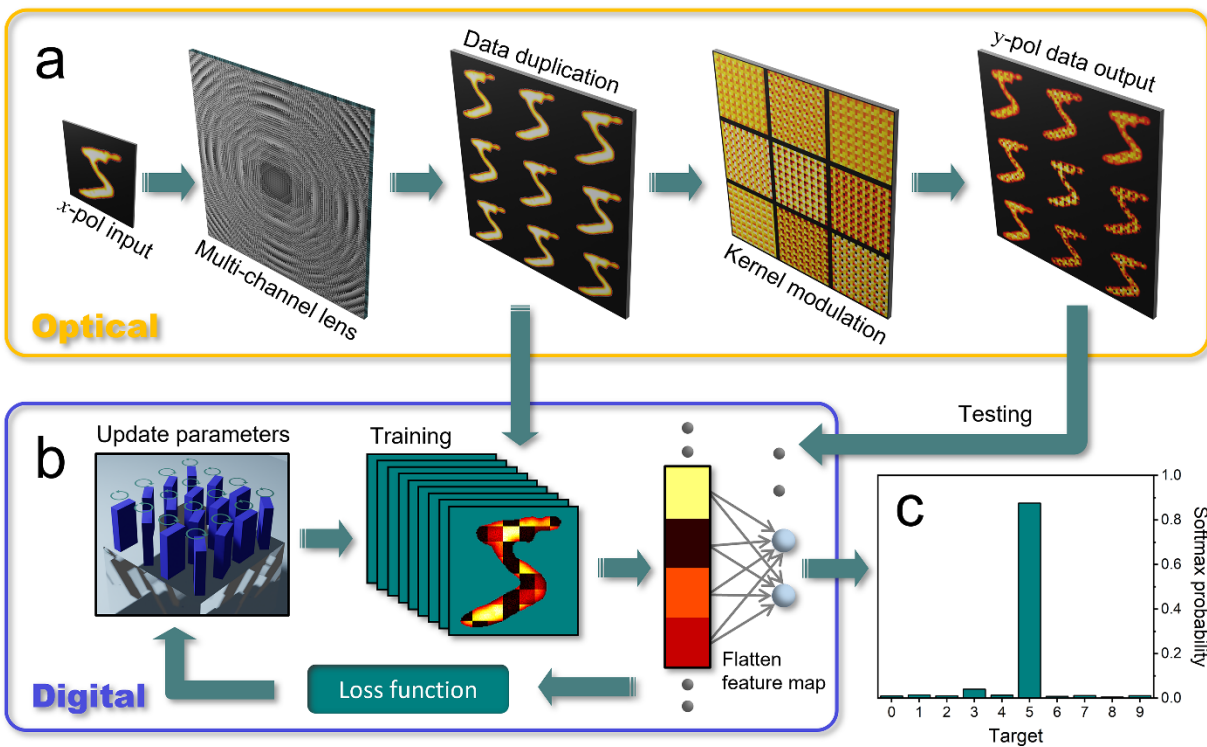 a
x-pol input
Multi-channel lens
Data duplication
Kernel modulation
y-pol data output
Optical
b
Update parameters
Training
Testing
Flatten
feature map
Loss function
Digital
c
1.0
0.8
0.6
0.4
0.2
0.0
Softmax probability
0 1 2 3 4 5 6 7 8 9
Target